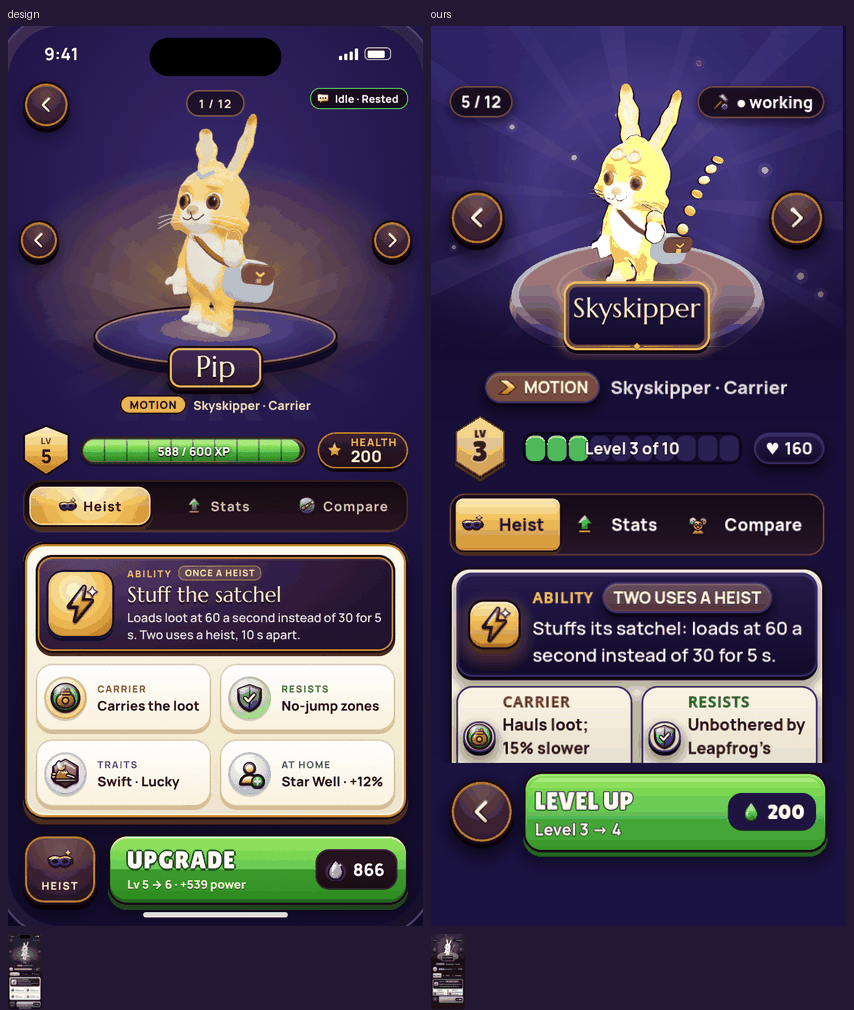 design
9:41
1 / 12
Idle · Rested
Pip
MOTION Skyskipper · Carrier
LV
5
588 / 600 XP
HEALTH
200
Heist
Stats
Compare
ABILITY ONCE A HEIST
Stuff the satchel
Loads loot at 60 a second instead of 30 for 5
s. Two uses a heist, 10 s apart.
CARRIER
Carries the loot
RESISTS
No-jump zones
TRAITS
Swift · Lucky
AT HOME
Star Well · +12%
HEIST
UPGRADE
Lv 5 → 6 · +539 power
866
ours
5 / 12
● working
Skyskipper
MOTION Skyskipper · Carrier
LV
3
Level 3 of 10
♥ 160
Heist
Stats
Compare
ABILITY TWO USES A HEIST
Stuffs its satchel: loads at 60 a
second instead of 30 for 5 s.
CARRIER
Hauls loot;
15% slower
RESISTS
Unbothered by
Leapfrog's
LEVEL UP
Level 3 → 4
200